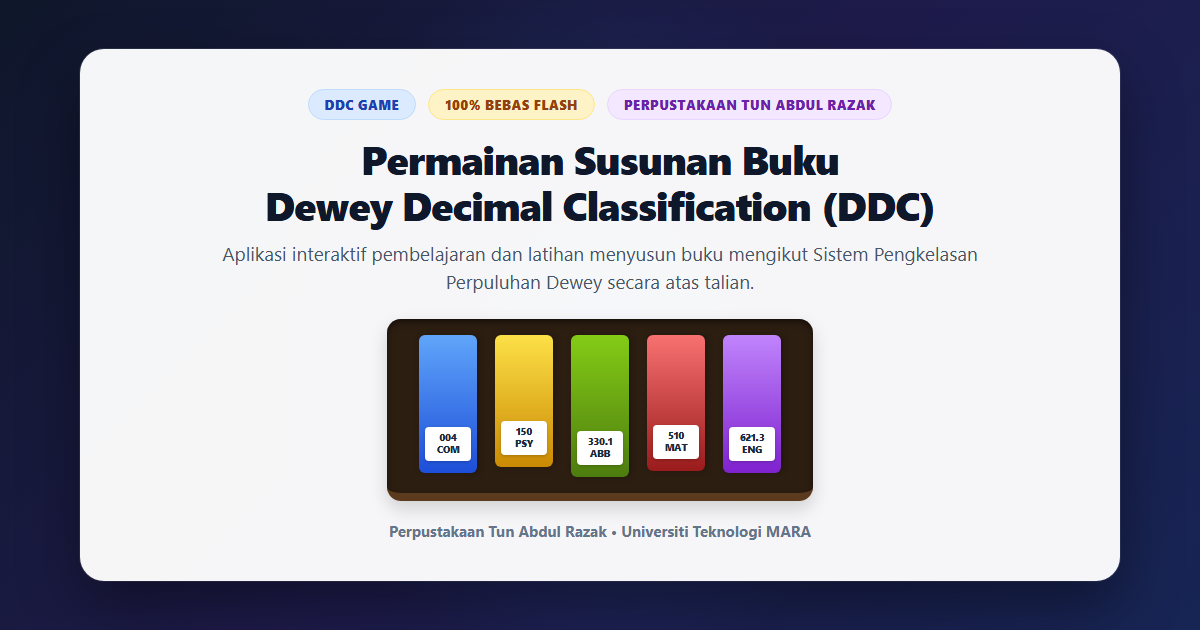 DDC GAME
100% BEBAS FLASH
PERPUSTAKAAN TUN ABDUL RAZAK
Permainan Susunan Buku
Dewey Decimal Classification (DDC)
Aplikasi interaktif pembelajaran dan latihan menyusun buku mengikut Sistem Pengkelasan
Perpuluhan Dewey secara atas talian.
004
COM
150
PSY
330.1
ABB
510
MAT
621.3
ENG
Perpustakaan Tun Abdul Razak • Universiti Teknologi MARA